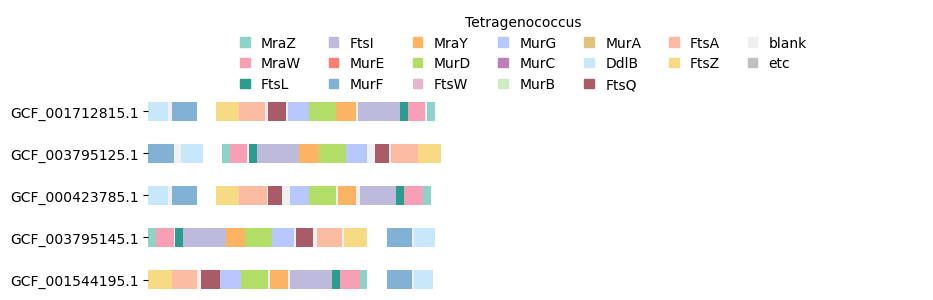 Tetragenococcus
MraZ FtsI MraY MurG MurA FtsA blank
MraW MurE MurD MurC DdlB FtsZ etc
FtsL MurF FtsW MurB FtsQ
GCF_001712815.1
GCF_003795125.1
GCF_000423785.1
GCF_003795145.1
GCF_001544195.1